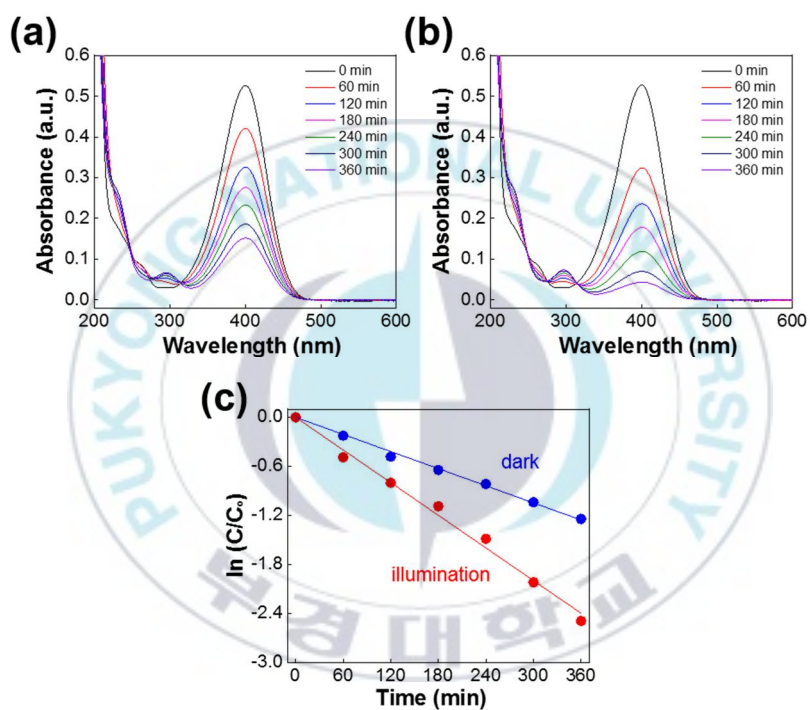 (a)
0.6
0.5
0.4
0.3
0.2
0.1
0.0
Absorbance (a.u.)
0 min
60 min
120 min
180 min
240 min
300 min
360 min
200 300 400 500 600
Wavelength (nm)
(b)
0.6
0.5
0.4
0.3
0.2
0.1
0.0
Absorbance (a.u.)
0 min
60 min
120 min
180 min
240 min
300 min
360 min
200 300 400 500 600
Wavelength (nm)
(c)
0.0
-0.6
-1.2
-1.8
-2.4
-3.0
ln (C/C₀)
dark
illumination
0 60 120 180 240 300 360
Time (min)
PUKYONG NATIONAL UNIVERSITY
부경대학교